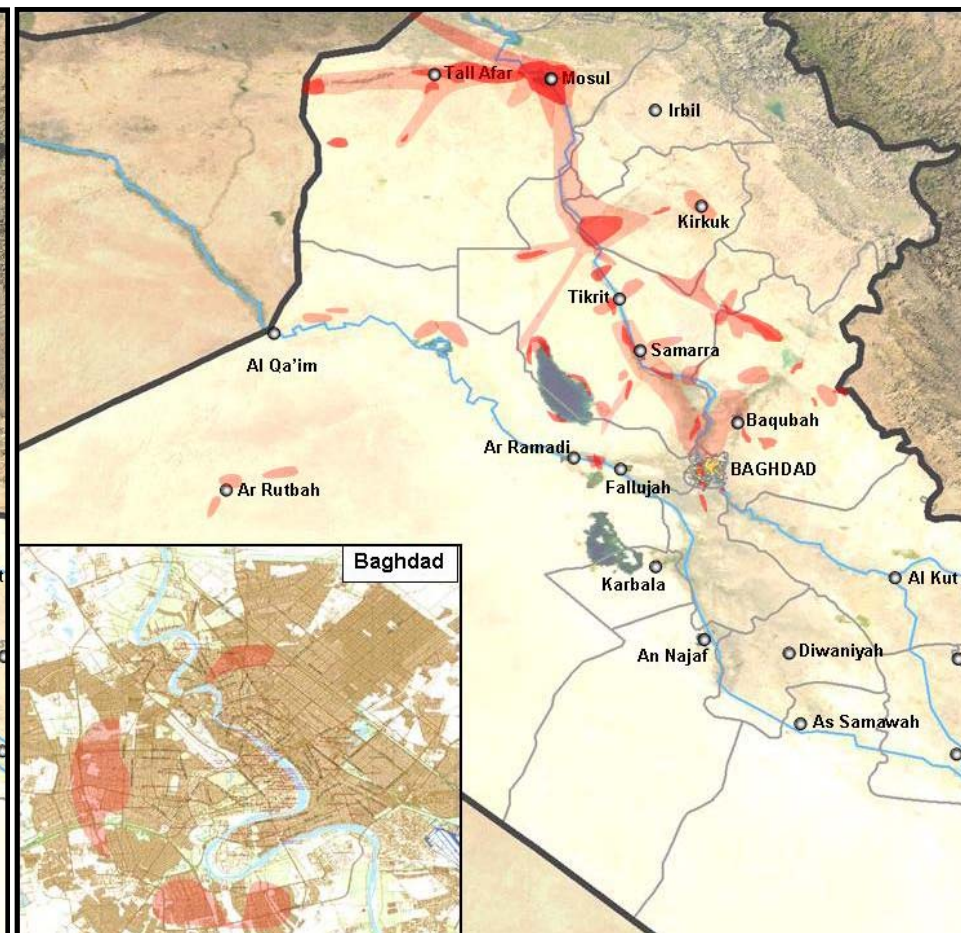 Tall Afar
Mosul
Irbil
Kirkuk
Tikrit
Samarra
Al Qa'im
Baqubah
Ar Ramadi
BAGHDAD
Fallujah
Ar Rutbah
Baghdad
Karbala
Al Kut
An Najaf
Diwaniyah
As Samawah